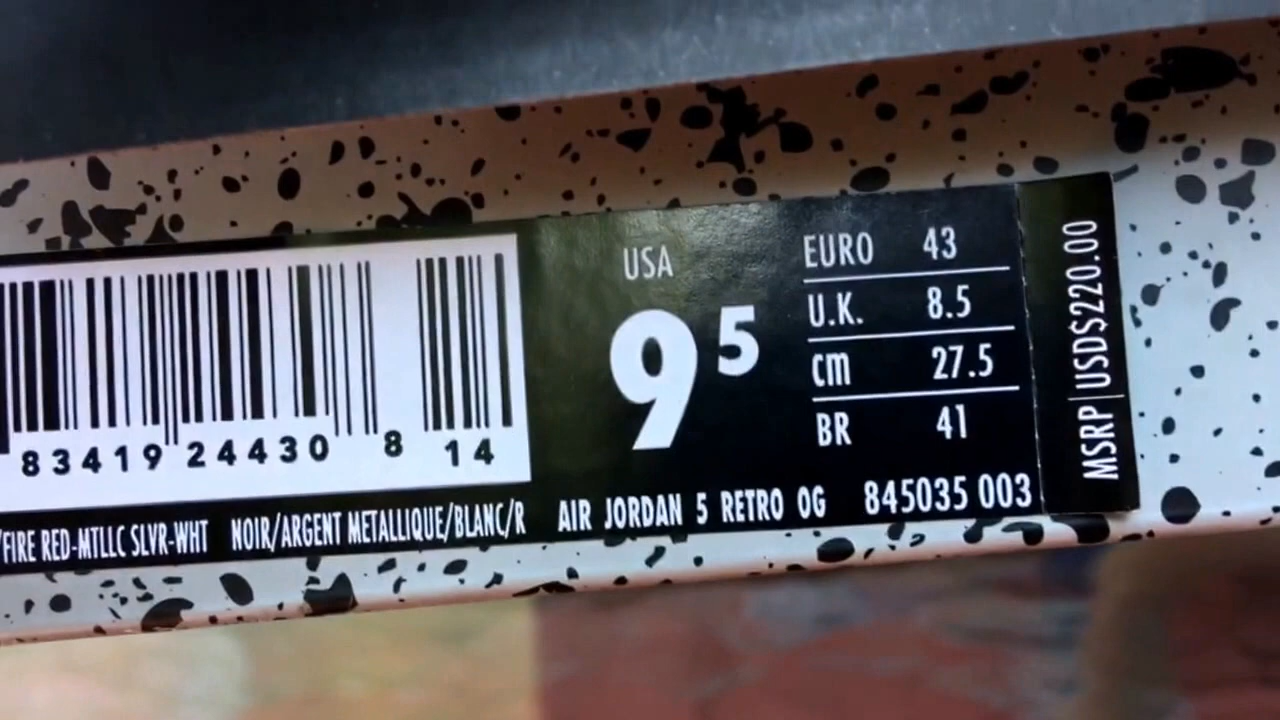 USA
9 5
EURO 43
U.K. 8.5
cm 27.5
BR 41
MSRP|USD$220.00
83419 24430 8 14
/FIRE RED-MTLLC SLVR-WHT NOIR/ARGENT METALLIQUE/BLANC/R AIR JORDAN 5 RETRO OG 845035 003